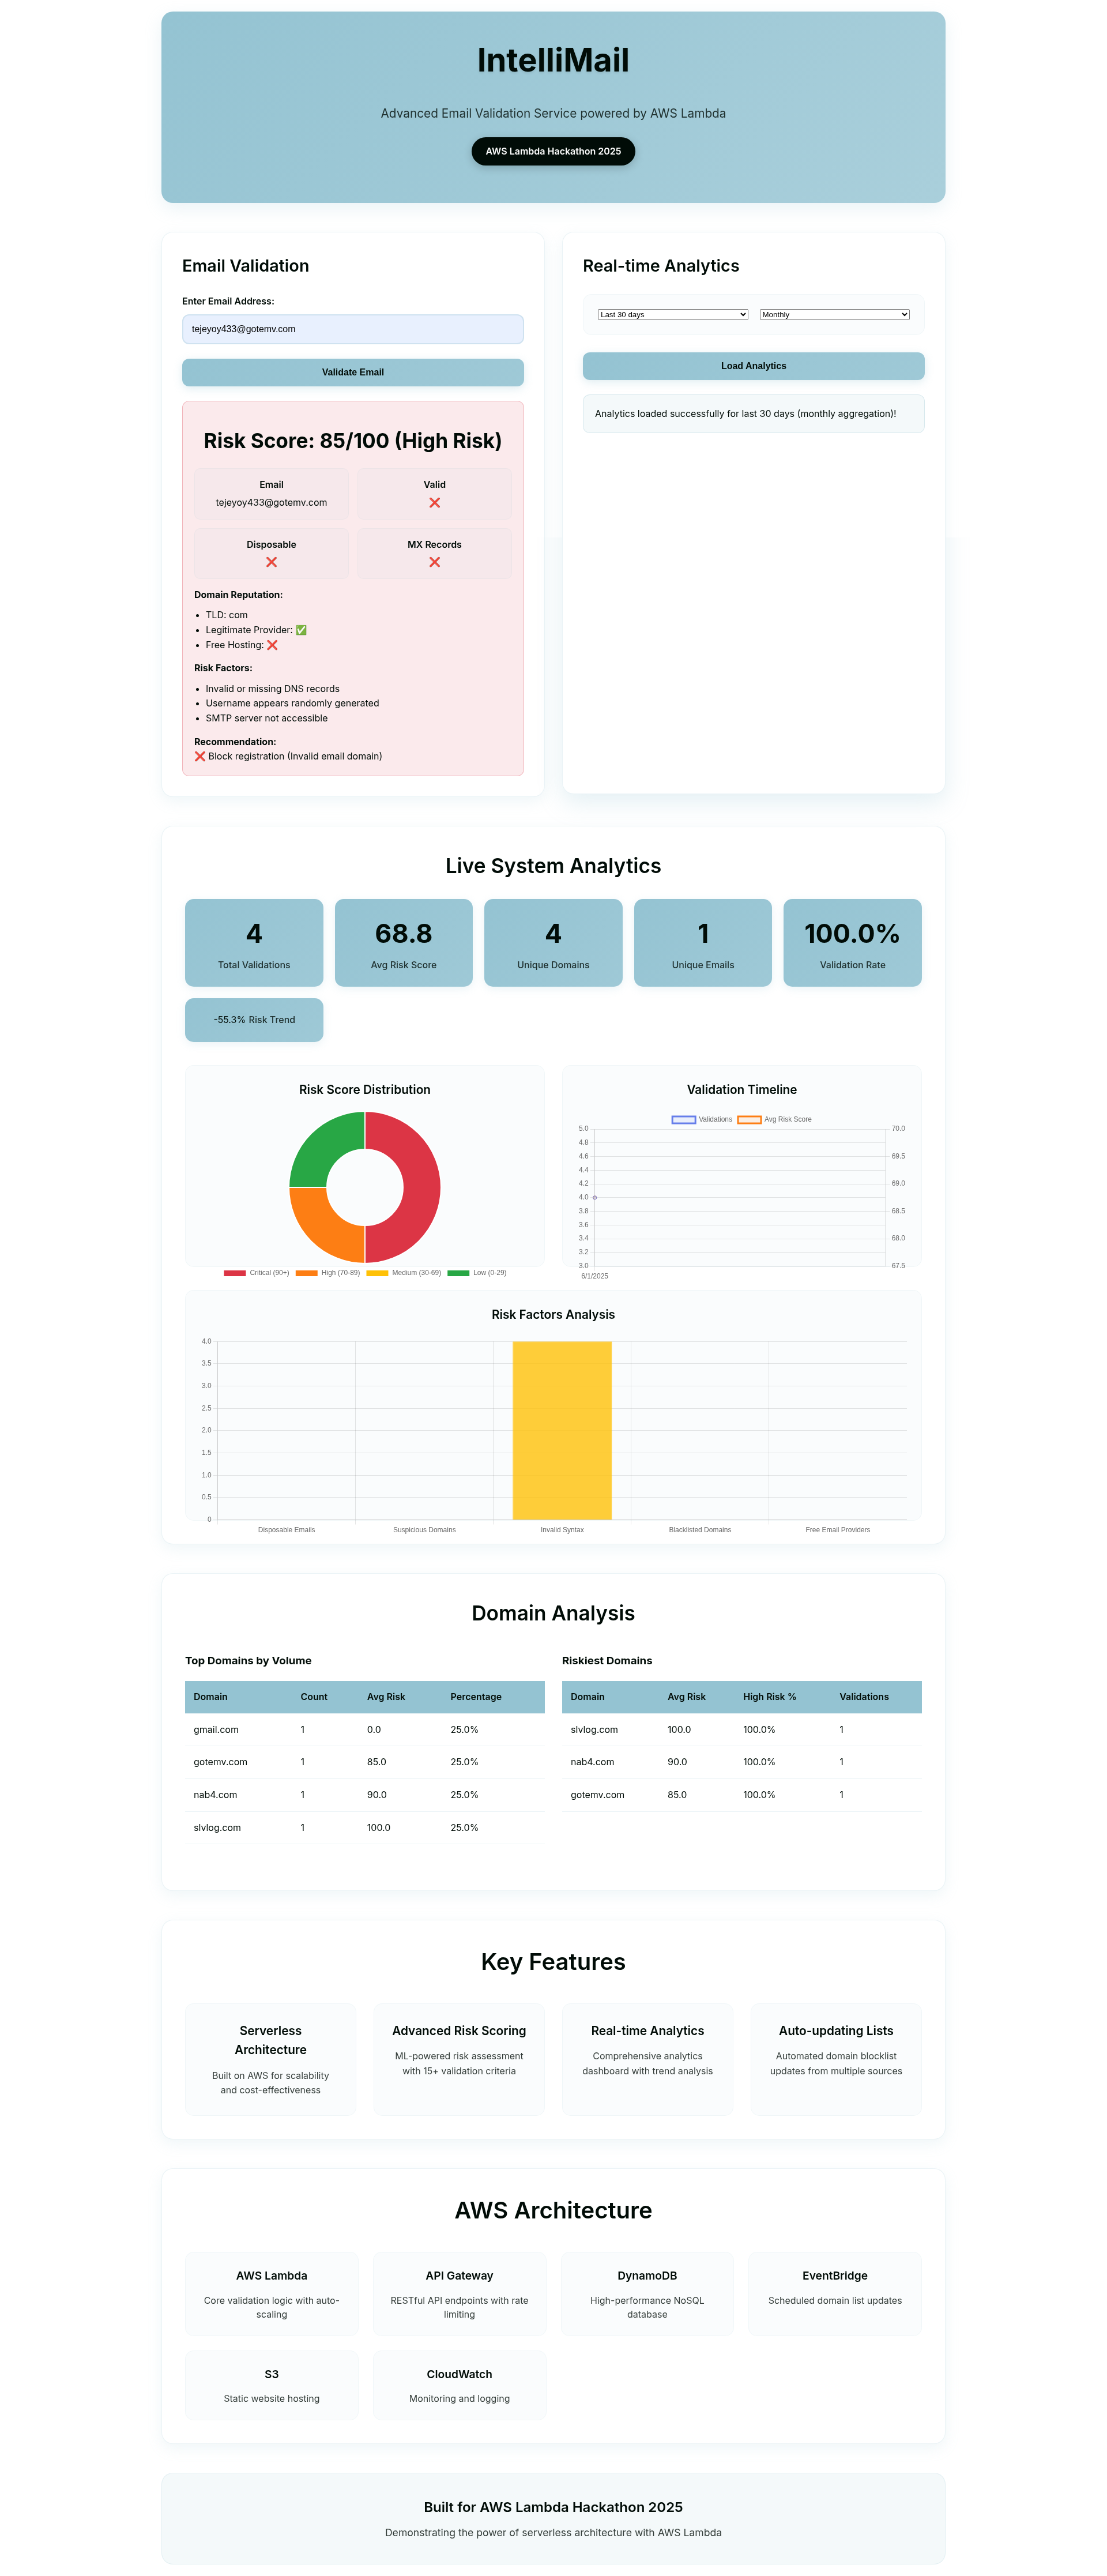 IntelliMail
Advanced Email Validation Service powered by AWS Lambda
AWS Lambda Hackathon 2025
Email Validation
Enter Email Address:
tejeyoy433@gotemv.com
Validate Email
Risk Score: 85/100 (High Risk)
Email
tejeyoy433@gotemv.com
Valid
❌
Disposable
❌
MX Records
❌
Domain Reputation:
• TLD: com
• Legitimate Provider: ✅
• Free Hosting: ❌
Risk Factors:
• Invalid or missing DNS records
• Username appears randomly generated
• SMTP server not accessible
Recommendation:
❌ Block registration (Invalid email domain)
Real-time Analytics
Last 30 days
Monthly
Load Analytics
Analytics loaded successfully for last 30 days (monthly aggregation)!
Live System Analytics
4
Total Validations
68.8
Avg Risk Score
4
Unique Domains
1
Unique Emails
100.0%
Validation Rate
-55.3% Risk Trend
Risk Score Distribution
Critical (90+) High (70-89) Medium (30-69) Low (0-29)
Validation Timeline
Validations Avg Risk Score
5.0 70.0
4.8
4.6 69.5
4.4
4.2 69.0
4.0
3.8 68.5
3.6
3.4 68.0
3.2
3.0 67.5
6/1/2025
Risk Factors Analysis
4.0
3.5
3.0
2.5
2.0
1.5
1.0
0.5
0
Disposable Emails Suspicious Domains Invalid Syntax Blacklisted Domains Free Email Providers
Domain Analysis
Top Domains by Volume
Domain Count Avg Risk Percentage
gmail.com 1 0.0 25.0%
gotemv.com 1 85.0 25.0%
nab4.com 1 90.0 25.0%
slvlog.com 1 100.0 25.0%
Riskiest Domains
Domain Avg Risk High Risk % Validations
slvlog.com 100.0 100.0% 1
nab4.com 90.0 100.0% 1
gotemv.com 85.0 100.0% 1
Key Features
Serverless
Architecture
Built on AWS for scalability
and cost-effectiveness
Advanced Risk Scoring
ML-powered risk assessment
with 15+ validation criteria
Real-time Analytics
Comprehensive analytics
dashboard with trend analysis
Auto-updating Lists
Automated domain blocklist
updates from multiple sources
AWS Architecture
AWS Lambda
Core validation logic with auto-
scaling
API Gateway
RESTful API endpoints with rate
limiting
DynamoDB
High-performance NoSQL
database
EventBridge
Scheduled domain list updates
S3
Static website hosting
CloudWatch
Monitoring and logging
Built for AWS Lambda Hackathon 2025
Demonstrating the power of serverless architecture with AWS Lambda